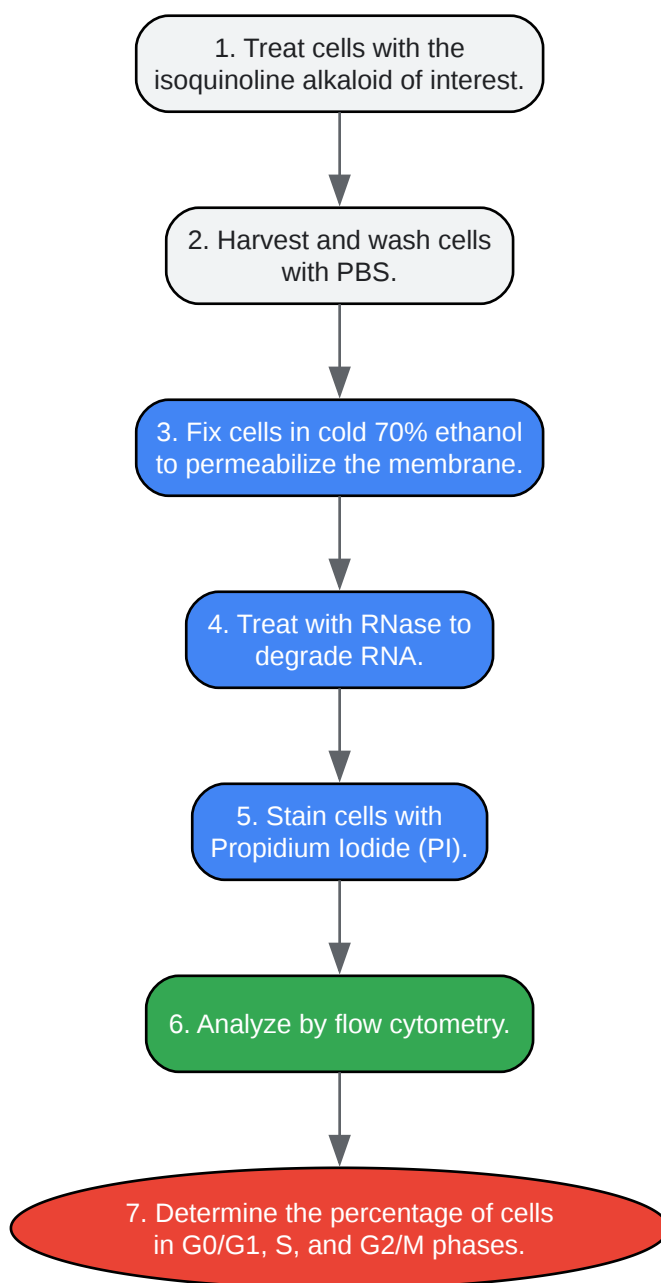 1. Treat cells with the
isoquinoline alkaloid of interest.
2. Harvest and wash cells
with PBS.
3. Fix cells in cold 70% ethanol
to permeabilize the membrane.
4. Treat with RNase to
degrade RNA.
5. Stain cells with
Propidium Iodide (PI).
6. Analyze by flow cytometry.
7. Determine the percentage of cells
in G0/G1, S, and G2/M phases.